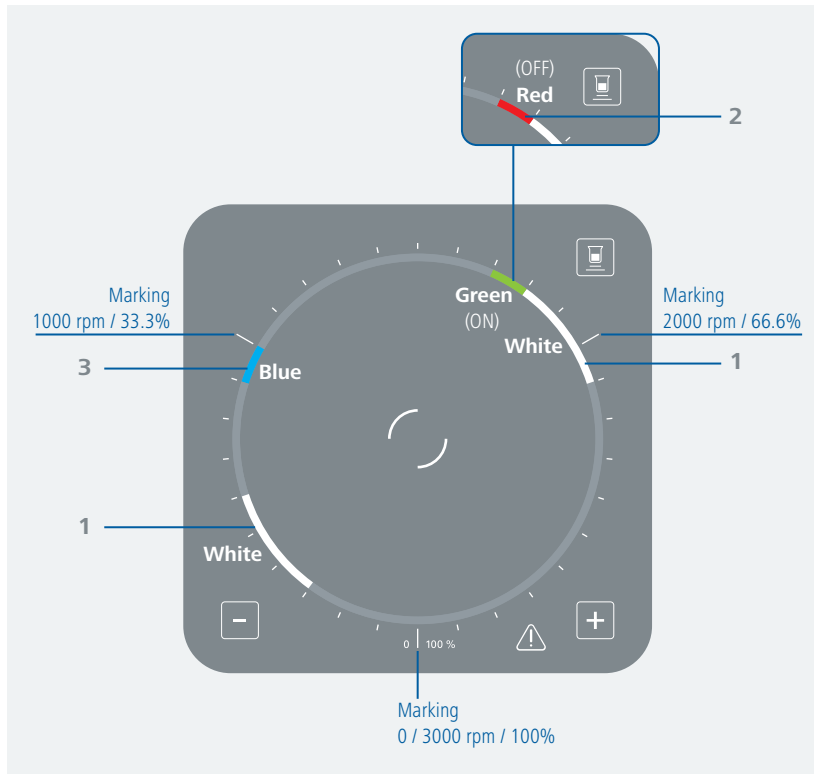 (OFF)
Red
2
Marking
1000 rpm / 33.3%
Green
(ON)
Marking
2000 rpm / 66.6%
White
1
3
Blue
1
White
-
+
0 100 %
Marking
0 / 3000 rpm / 100%